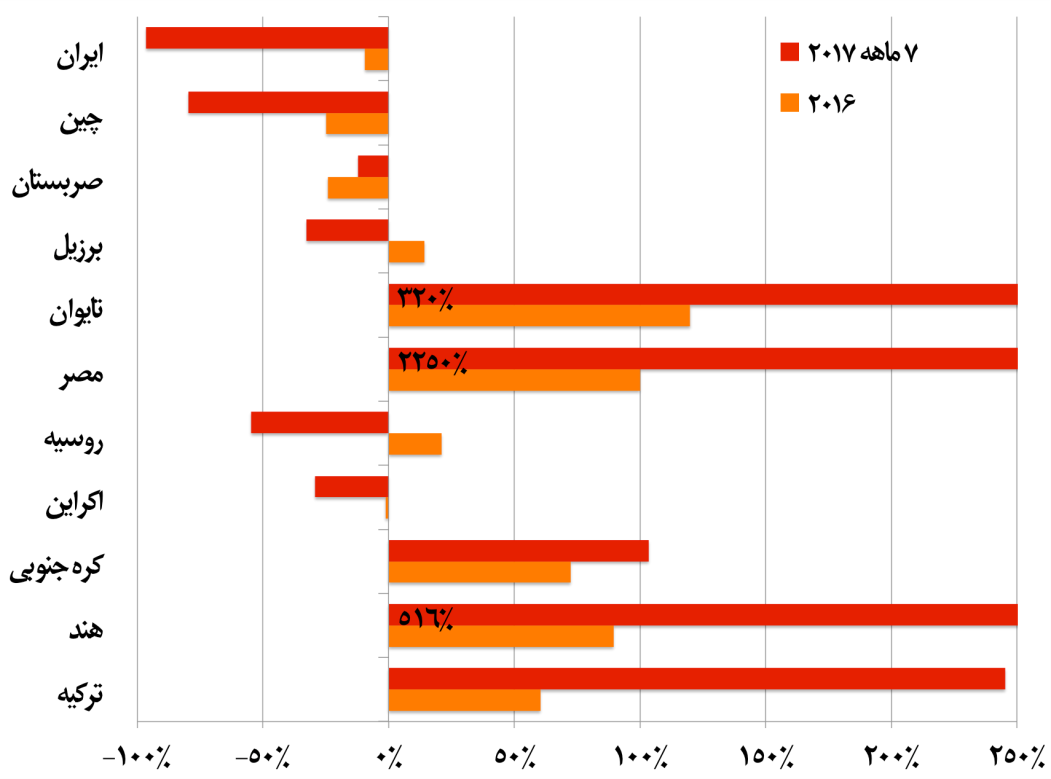 ۷ ماهه ۲۰۱۷
۲۰۱۶
ایران
چین
صربستان
برزیل
تایوان
۳۲۰٪
مصر
۲۲۵۰٪
روسیه
اکراین
کره جنوبی
هند
۵۱۶٪
ترکیه
−۱۰۰٪ −۵۰٪ ۰٪ ۵۰٪ ۱۰۰٪ ۱۵۰٪ ۲۰۰٪ ۲۵۰٪